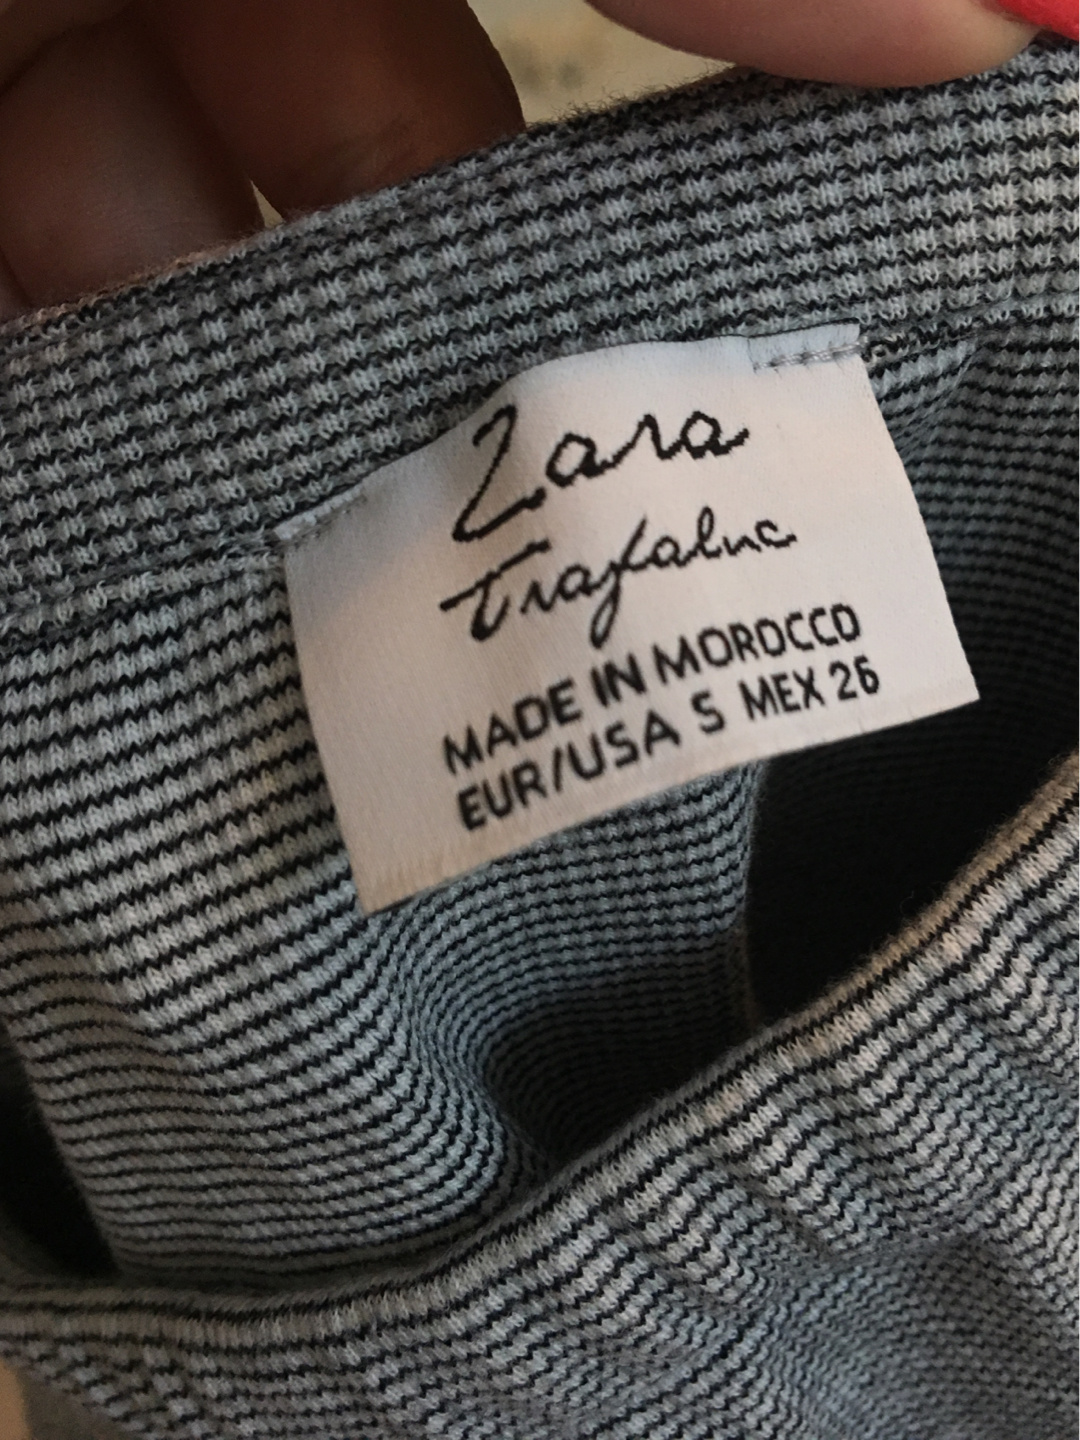 Zara
Trafaluc
MADE IN MOROCCO
EUR/USA S MEX 26